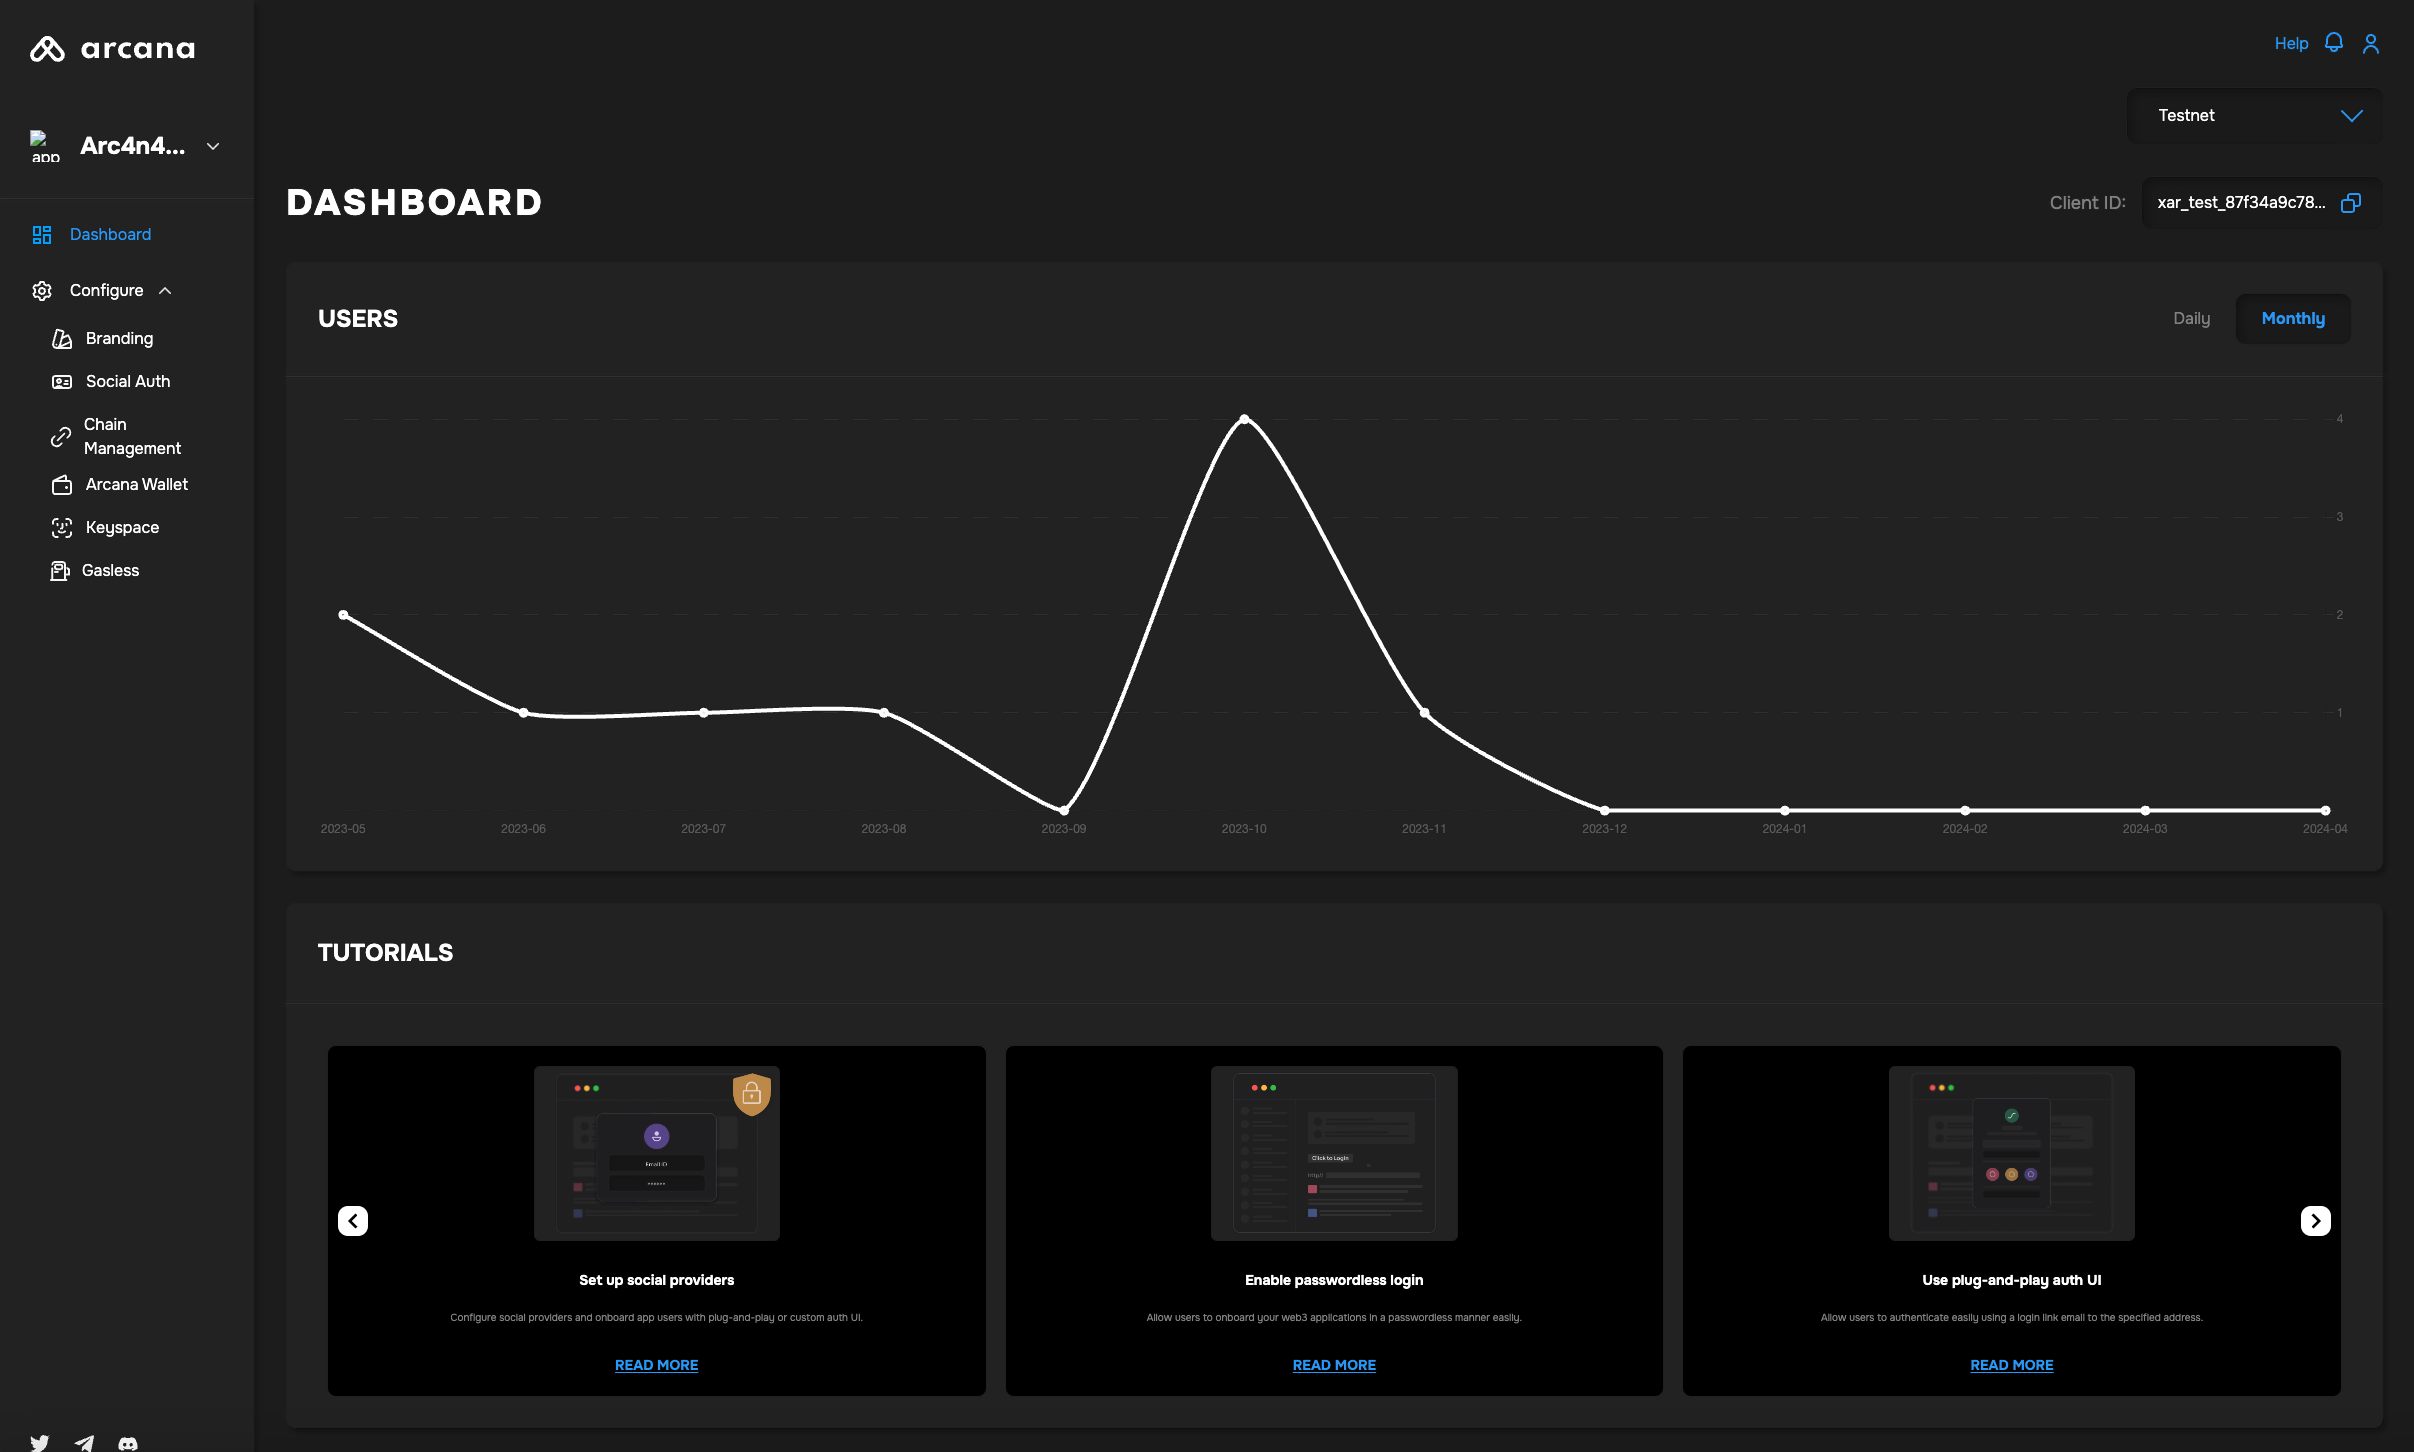 arcana
Help
Testnet
app
Arc4n4...
DASHBOARD
Client ID:
xar_test_87f34a9c78...
Dashboard
Configure
Branding
Social Auth
Chain
Management
Arcana Wallet
Keyspace
Gasless
USERS
Daily
Monthly
4
3
2
1
2023-05
2023-06
2023-07
2023-08
2023-09
2023-10
2023-11
2023-12
2024-01
2024-02
2024-03
2024-04
TUTORIALS
Email ID
******
Click to Login
http://
Set up social providers
Configure social providers and onboard app users with plug-and-play or custom auth UI.
READ MORE
Enable passwordless login
Allow users to onboard your web3 applications in a passwordless manner easily.
READ MORE
Use plug-and-play auth UI
Allow users to authenticate easily using a login link email to the specified address.
READ MORE